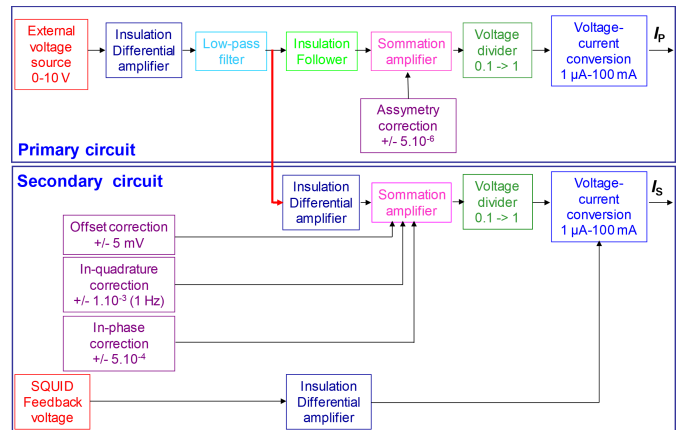 External
voltage
source
0-10 V
Insulation
Differential
amplifier
Low-pass
filter
Insulation
Follower
Sommation
amplifier
Voltage
divider
0.1 -> 1
Voltage-
current
conversion
1 µA-100 mA
IP
Assymetry
correction
+/- 5.10-6
Primary circuit
Secondary circuit
Insulation
Differential
amplifier
Sommation
amplifier
Voltage
divider
0.1 -> 1
Voltage-
current
conversion
1 µA-100 mA
IS
Offset correction
+/- 5 mV
In-quadrature
correction
+/- 1.10-3 (1 Hz)
In-phase
correction
+/- 5.10-4
SQUID
Feedback
voltage
Insulation
Differential
amplifier